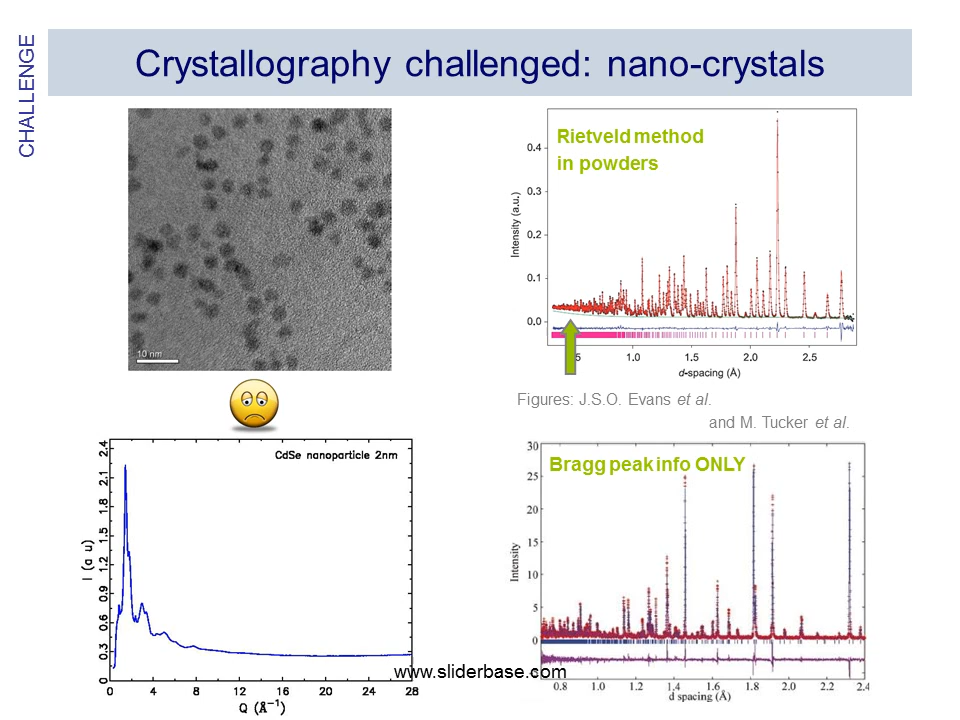 CHALLENGE
Crystallography challenged: nano-crystals
10 nm
Rietveld method
in powders
Intensity (a.u.)
0.4
0.3
0.2
0.1
0.0
5
1.0
1.5
2.0
2.5
d-spacing (Å)
Figures: J.S.O. Evans et al.
and M. Tucker et al.
CdSe nanoparticle 2nm
I (a u)
2.4
2.1
1.8
1.5
1.2
0.9
0.6
0.3
0
0
4
8
12
16
20
24
28
Q (Å⁻¹)
Bragg peak info ONLY
Intensity
30
25
20
15
10
5
0
0.8
1.0
1.2
1.4
1.6
1.8
2.0
2.2
2.4
d spacing (Å)
www.sliderbase.com